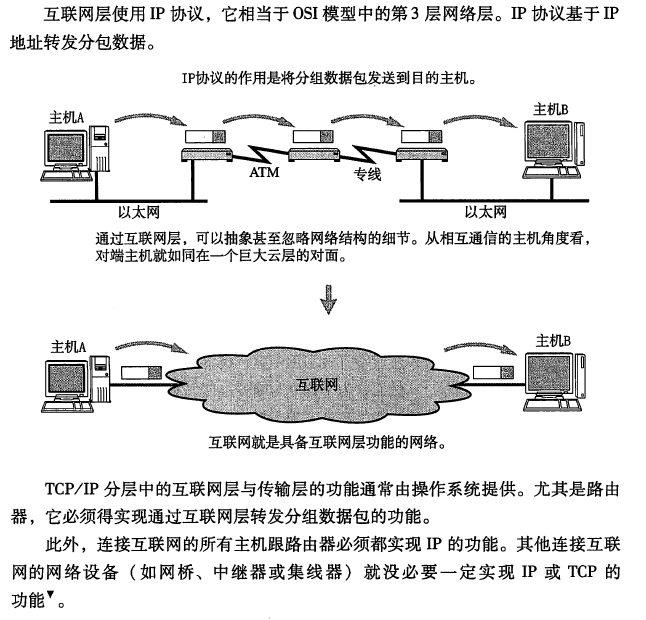 互联网层使用 IP 协议，它相当于 OSI 模型中的第 3 层网络层。IP 协议基于 IP
地址转发分包数据。
IP协议的作用是将分组数据包发送到目的主机。
主机A
主机B
ATM
专线
以太网
以太网
通过互联网层，可以抽象甚至忽略网络结构的细节。从相互通信的主机角度看，
对端主机就如同在一个巨大云层的对面。
主机A
主机B
互联网
互联网就是具备互联网层功能的网络。
TCP/IP 分层中的互联网层与传输层的功能通常由操作系统提供。尤其是路由
器，它必须得实现通过互联网层转发分组数据包的功能。
此外，连接互联网的所有主机跟路由器必须都实现 IP 的功能。其他连接互联
网的网络设备（如网桥、中继器或集线器）就没必要一定实现 IP 或 TCP 的
功能▼。